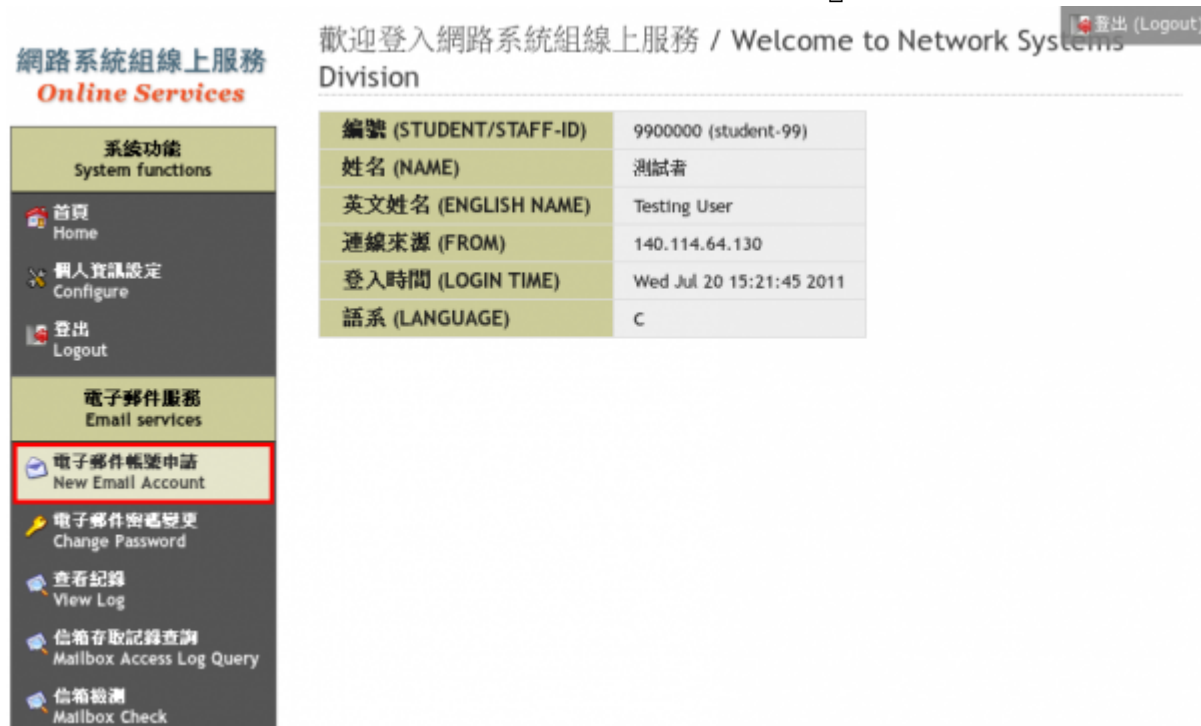 網路系統組線上服務
Online Services
歡迎登入網路系統組線上服務 / Welcome to Network Systems
Division
登出 (Logout)
編號 (STUDENT/STAFF-ID) 9900000 (student-99)
姓名 (NAME) 測試者
英文姓名 (ENGLISH NAME) Testing User
連線來源 (FROM) 140.114.64.130
登入時間 (LOGIN TIME) Wed Jul 20 15:21:45 2011
語系 (LANGUAGE) C
系統功能
System functions
首頁
Home
個人資訊設定
Configure
登出
Logout
電子郵件服務
Email services
電子郵件帳號申請
New Email Account
電子郵件密碼變更
Change Password
查看紀錄
View Log
信箱存取記錄查詢
Mailbox Access Log Query
信箱檢測
Mailbox Check